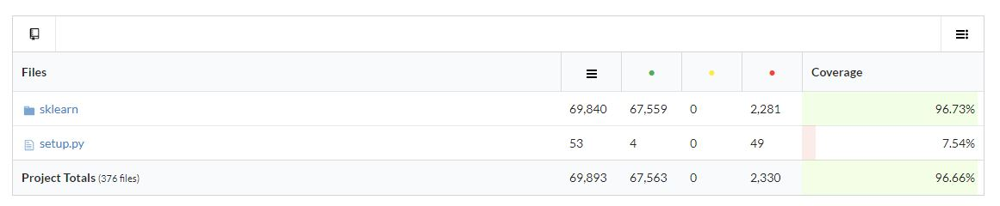 Files Coverage
sklearn 69,840 67,559 0 2,281 96.73%
setup.py 53 4 0 49 7.54%
Project Totals (376 files) 69,893 67,563 0 2,330 96.66%